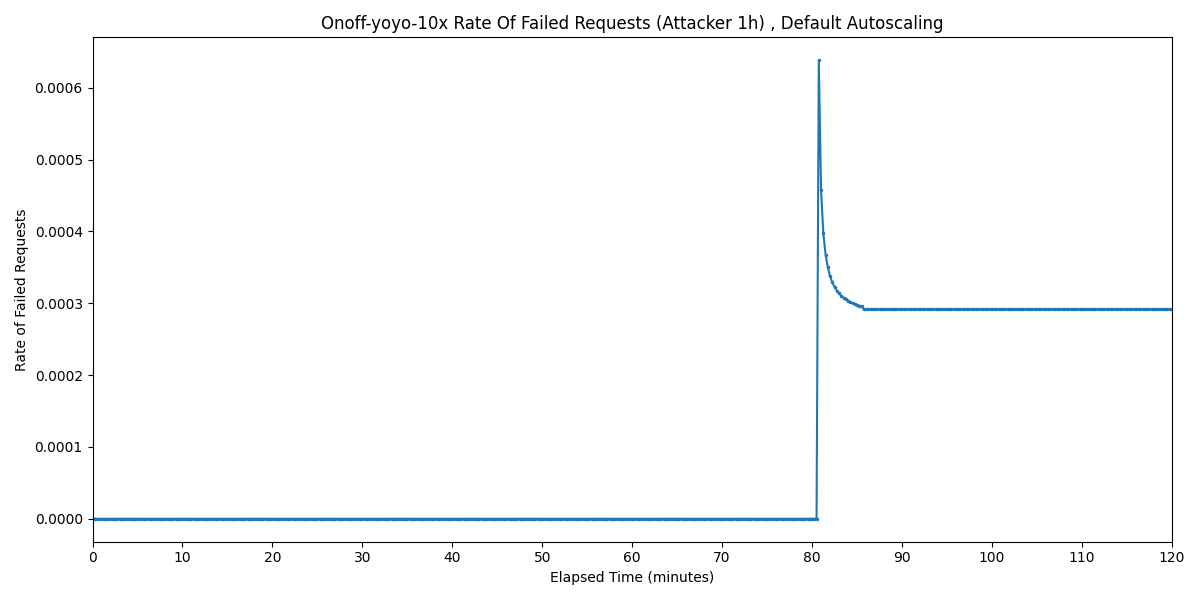 Onoff-yoyo-10x Rate Of Failed Requests (Attacker 1h) , Default Autoscaling
Rate of Failed Requests
0.0006
0.0005
0.0004
0.0003
0.0002
0.0001
0.0000
0 10 20 30 40 50 60 70 80 90 100 110 120
Elapsed Time (minutes)